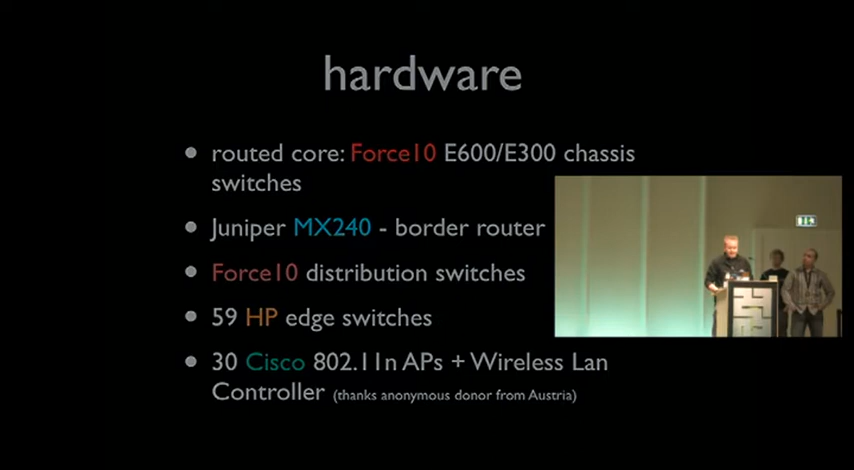 hardware
routed core: Force10 E600/E300 chassis
switches
Juniper MX240 - border router
Force10 distribution switches
59 HP edge switches
30 Cisco 802.11n APs + Wireless Lan
Controller (thanks anonymous donor from Austria)